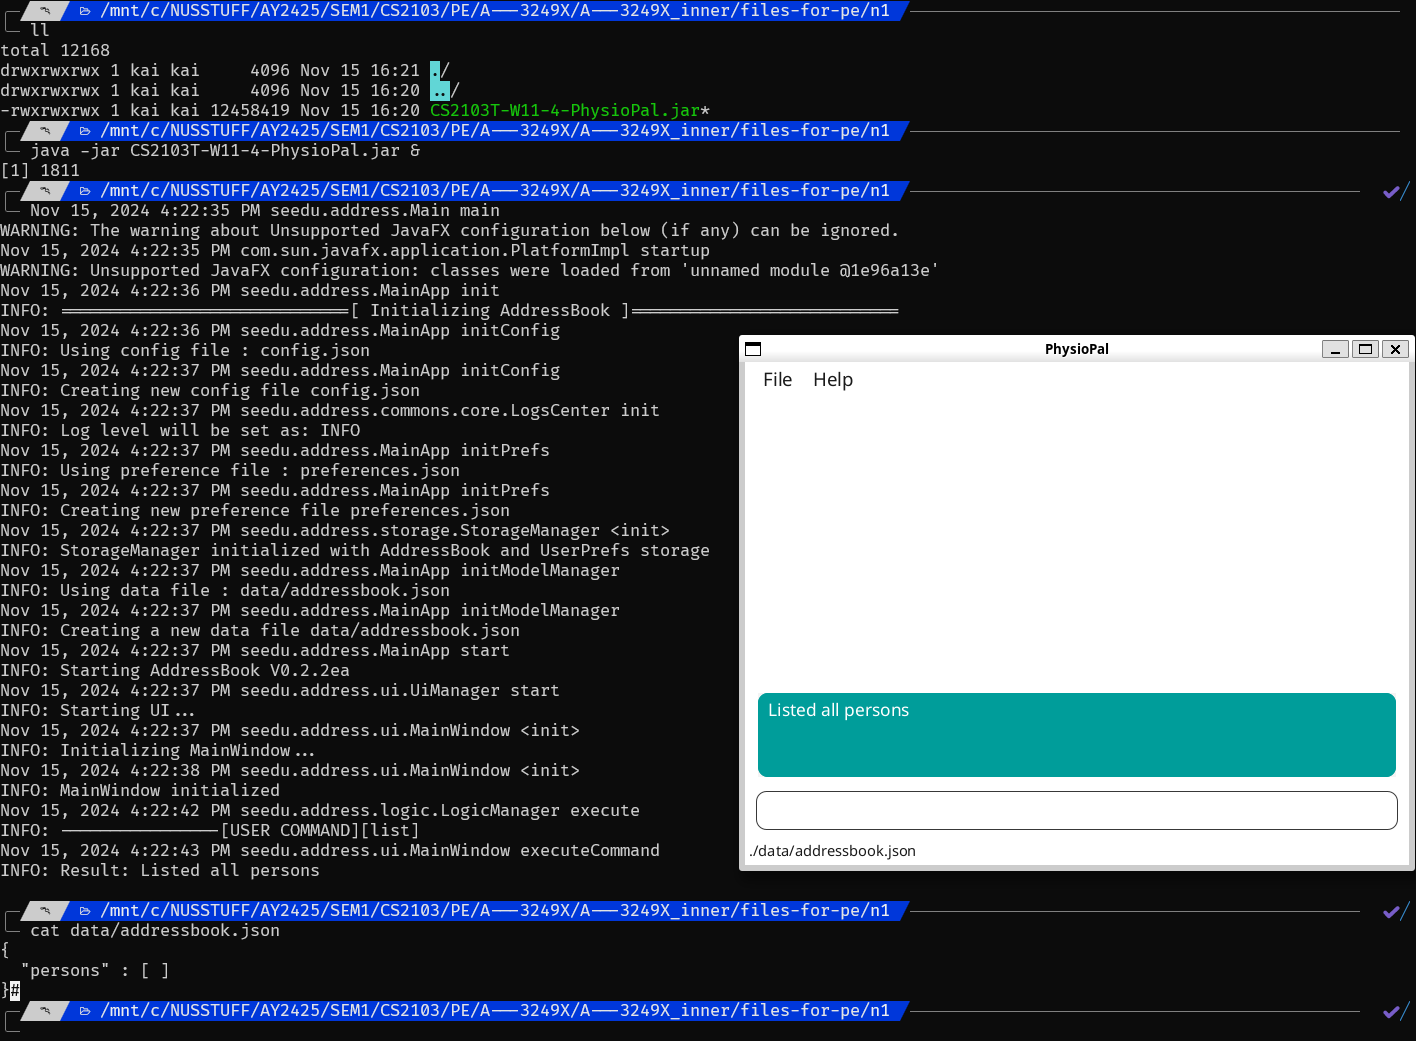 /mnt/c/NUSSTUFF/AY2425/SEM1/CS2103/PE/A---3249X/A---3249X_inner/files-for-pe/n1
ll
total 12168
drwxrwxrwx 1 kai kai     4096 Nov 15 16:21 ./
drwxrwxrwx 1 kai kai     4096 Nov 15 16:20 ../
-rwxrwxrwx 1 kai kai 12458419 Nov 15 16:20 CS2103T-W11-4-PhysioPal.jar*
/mnt/c/NUSSTUFF/AY2425/SEM1/CS2103/PE/A---3249X/A---3249X_inner/files-for-pe/n1
java -jar CS2103T-W11-4-PhysioPal.jar &
[1] 1811
/mnt/c/NUSSTUFF/AY2425/SEM1/CS2103/PE/A---3249X/A---3249X_inner/files-for-pe/n1
Nov 15, 2024 4:22:35 PM seedu.address.Main main
WARNING: The warning about Unsupported JavaFX configuration below (if any) can be ignored.
Nov 15, 2024 4:22:35 PM com.sun.javafx.application.PlatformImpl startup
WARNING: Unsupported JavaFX configuration: classes were loaded from 'unnamed module @1e96a13e'
Nov 15, 2024 4:22:36 PM seedu.address.MainApp init
INFO: =============================[ Initializing AddressBook ]===========================
Nov 15, 2024 4:22:36 PM seedu.address.MainApp initConfig
INFO: Using config file : config.json
Nov 15, 2024 4:22:37 PM seedu.address.MainApp initConfig
INFO: Creating new config file config.json
Nov 15, 2024 4:22:37 PM seedu.address.commons.core.LogsCenter init
INFO: Log level will be set as: INFO
Nov 15, 2024 4:22:37 PM seedu.address.MainApp initPrefs
INFO: Using preference file : preferences.json
Nov 15, 2024 4:22:37 PM seedu.address.MainApp initPrefs
INFO: Creating new preference file preferences.json
Nov 15, 2024 4:22:37 PM seedu.address.storage.StorageManager <init>
INFO: StorageManager initialized with AddressBook and UserPrefs storage
Nov 15, 2024 4:22:37 PM seedu.address.MainApp initModelManager
INFO: Using data file : data/addressbook.json
Nov 15, 2024 4:22:37 PM seedu.address.MainApp initModelManager
INFO: Creating a new data file data/addressbook.json
Nov 15, 2024 4:22:37 PM seedu.address.MainApp start
INFO: Starting AddressBook V0.2.2ea
Nov 15, 2024 4:22:37 PM seedu.address.ui.UiManager start
INFO: Starting UI...
Nov 15, 2024 4:22:37 PM seedu.address.ui.MainWindow <init>
INFO: Initializing MainWindow...
Nov 15, 2024 4:22:38 PM seedu.address.ui.MainWindow <init>
INFO: MainWindow initialized
Nov 15, 2024 4:22:42 PM seedu.address.logic.LogicManager execute
INFO: ----------------[USER COMMAND][list]
Nov 15, 2024 4:22:43 PM seedu.address.ui.MainWindow executeCommand
INFO: Result: Listed all persons
/mnt/c/NUSSTUFF/AY2425/SEM1/CS2103/PE/A---3249X/A---3249X_inner/files-for-pe/n1
cat data/addressbook.json
{
  "persons" : [ ]
}#
/mnt/c/NUSSTUFF/AY2425/SEM1/CS2103/PE/A---3249X/A---3249X_inner/files-for-pe/n1
PhysioPal
File Help
Listed all persons
./data/addressbook.json